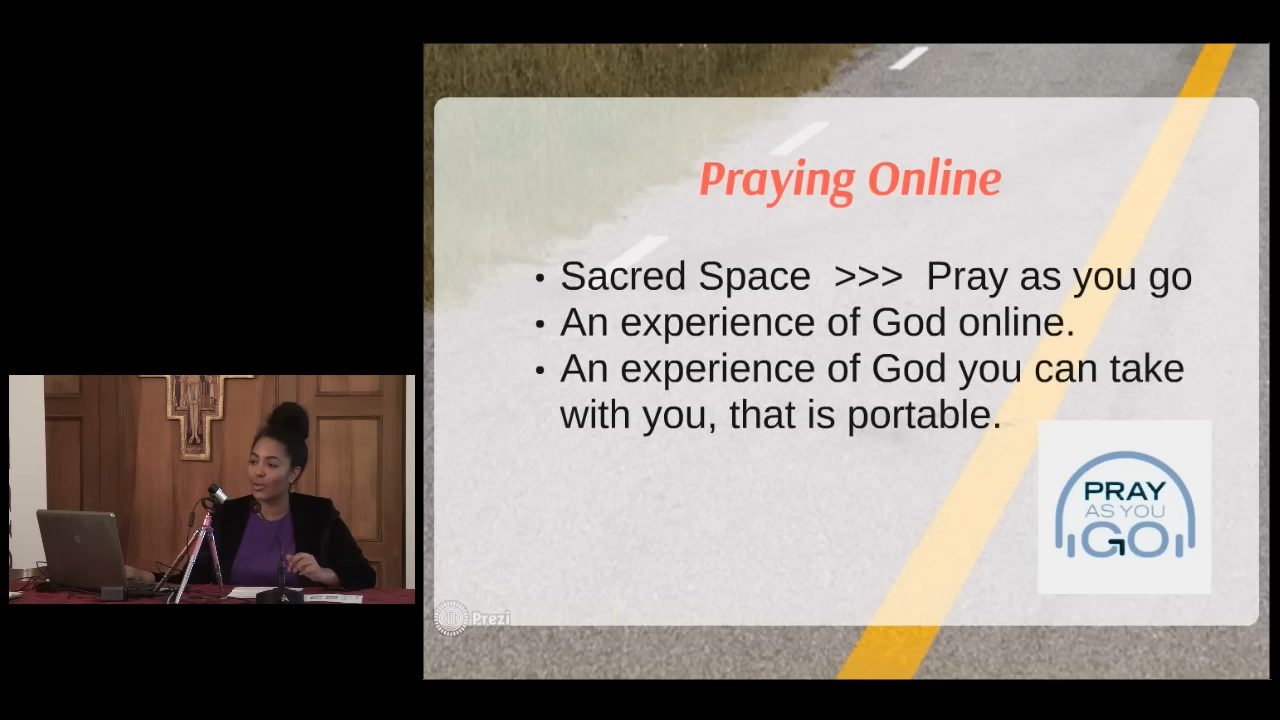 Praying Online
• Sacred Space >>> Pray as you go
• An experience of God online.
• An experience of God you can take
with you, that is portable.
PRAY
AS YOU
GO
Prezi